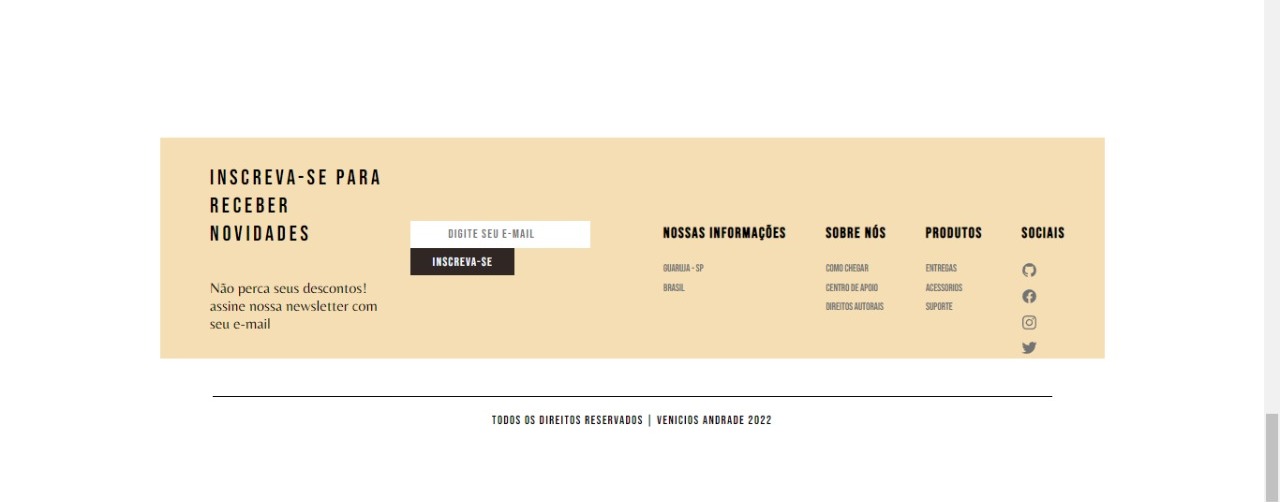 INSCREVA-SE PARA
RECEBER
NOVIDADES
Não perca seus descontos!
assine nossa newsletter com
seu e-mail
DIGITE SEU E-MAIL
INSCREVA-SE
NOSSAS INFORMAÇÕES
GUARUJA - SP
BRASIL
SOBRE NÓS
COMO CHEGAR
CENTRO DE APOIO
DIREITOS AUTORAIS
PRODUTOS
ENTREGAS
ACESSORIOS
SUPORTE
SOCIAIS
TODOS OS DIREITOS RESERVADOS | VENICIOS ANDRADE 2022